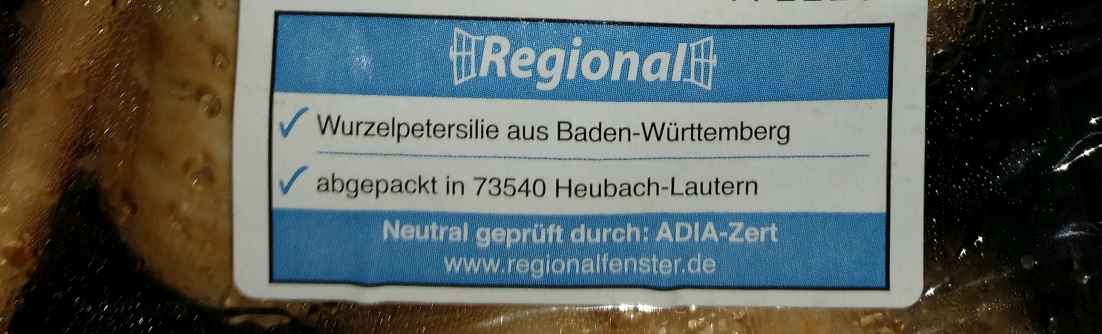 Regional
Wurzelpetersilie aus Baden-Württemberg
abgepackt in 73540 Heubach-Lautern
Neutral geprüft durch: ADIA-Zert
www.regionalfenster.de